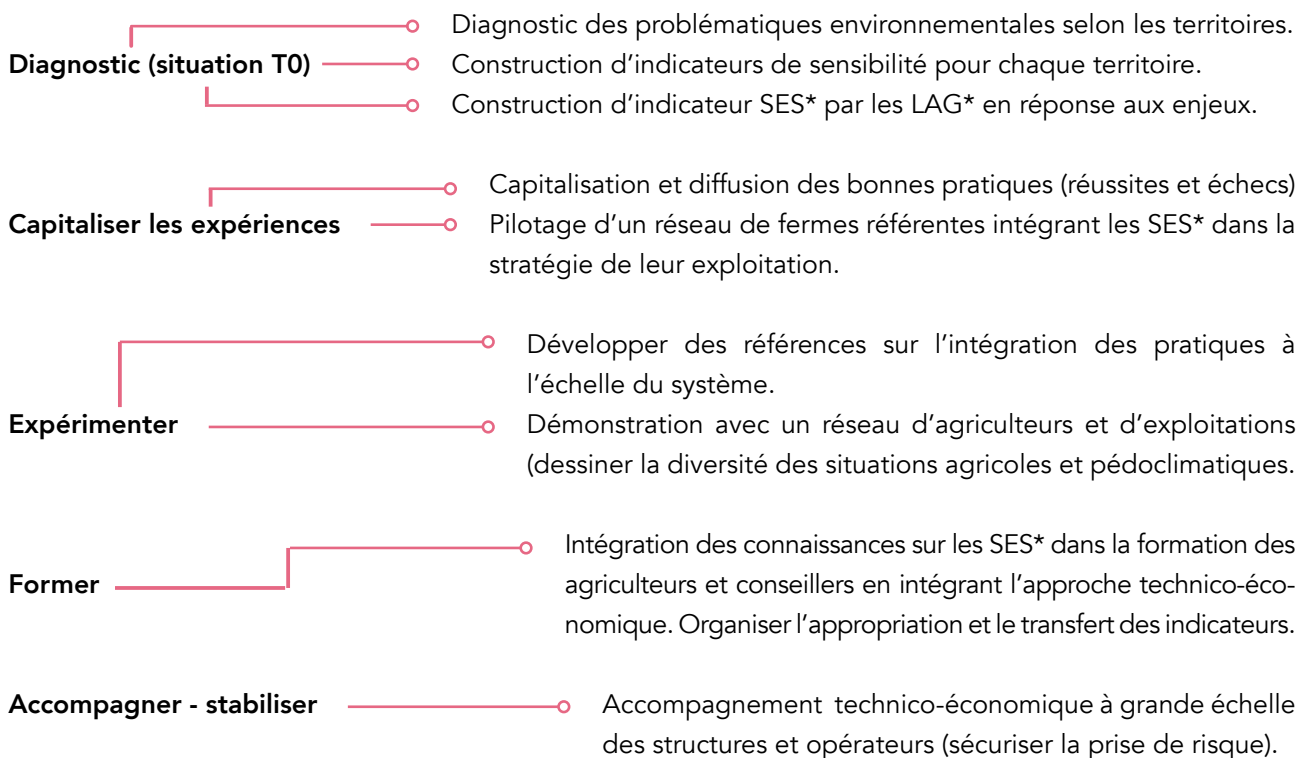 Diagnostic des problématiques environnementales selon les territoires.
Diagnostic (situation T0)
Construction d’indicateurs de sensibilité pour chaque territoire.
Construction d’indicateur SES* par les LAG* en réponse aux enjeux.
Capitalisation et diffusion des bonnes pratiques (réussites et échecs)
Capitaliser les expériences
Pilotage d’un réseau de fermes référentes intégrant les SES* dans la
stratégie de leur exploitation.
Développer des références sur l’intégration des pratiques à
l’échelle du système.
Expérimenter
Démonstration avec un réseau d’agriculteurs et d’exploitations
(dessiner la diversité des situations agricoles et pédoclimatiques.
Intégration des connaissances sur les SES* dans la formation des
Former
agriculteurs et conseillers en intégrant l’approche technico-éco-
nomique. Organiser l’appropriation et le transfert des indicateurs.
Accompagner - stabiliser
Accompagnement technico-économique à grande échelle
des structures et opérateurs (sécuriser la prise de risque).